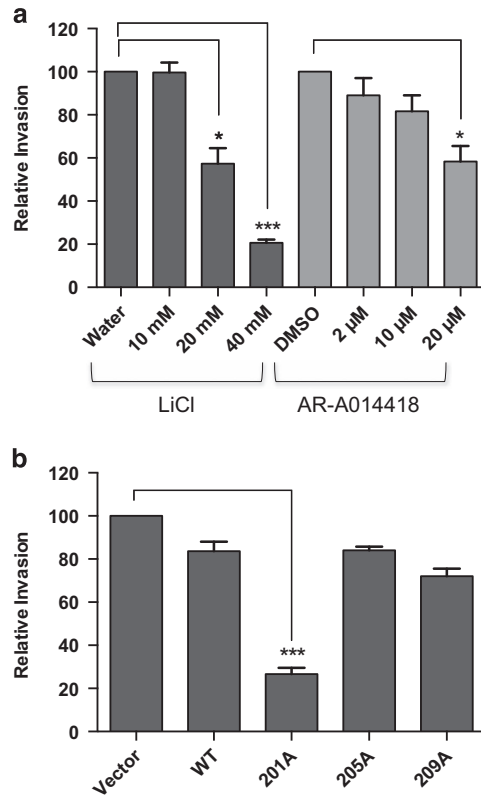 a
120
100
80
60
40
20
0
Relative Invasion
*
***
*
Water
10 mM
20 mM
40 mM
DMSO
2 µM
10 µM
20 µM
LiCl
AR-A014418
b
120
100
80
60
40
20
0
Relative Invasion
***
Vector
WT
201A
205A
209A